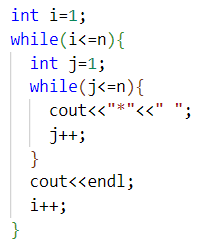 int i=1;
while(i<=n){
  int j=1;
  while(j<=n){
    cout<<"*"<<" ";
    j++;
  }
  cout<<endl;
  i++;
}